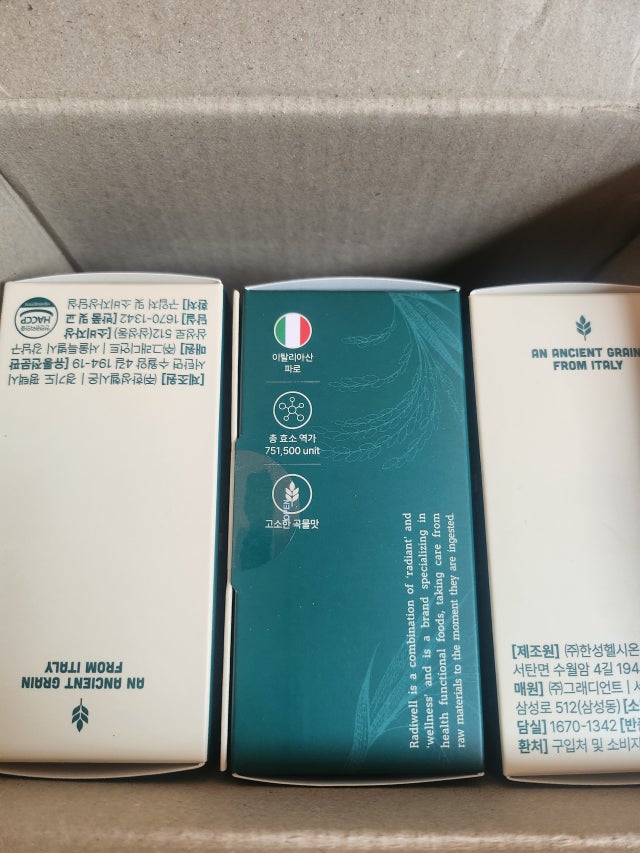 [제조원] (주)한성헬시온 | 경기도 평택시
서탄면 수월암 4길 194-19 [유통전문판
매원] (주)그래디언트 | 서울특별시 강남구
삼성로 512(삼성동) [소비자상
담실] 1670-1342 [반품 및 교
환처] 구입처 및 소비자상담실
HACCP
AN ANCIENT GRAIN
FROM ITALY
이탈리아산
파로
총 효소 역가
751,500 unit
고소한 곡물맛
OPEN
Radiwell is a combination of 'radiant' and
'wellness' and is a brand specializing in
health functional foods, taking care from
raw materials to the moment they are ingested.
AN ANCIENT GRAIN
FROM ITALY
[제조원] (주)한성헬시온
서탄면 수월암 4길 194
매원] (주)그래디언트 | 서
삼성로 512(삼성동) [소
담실] 1670-1342 [반품
환처] 구입처 및 소비자